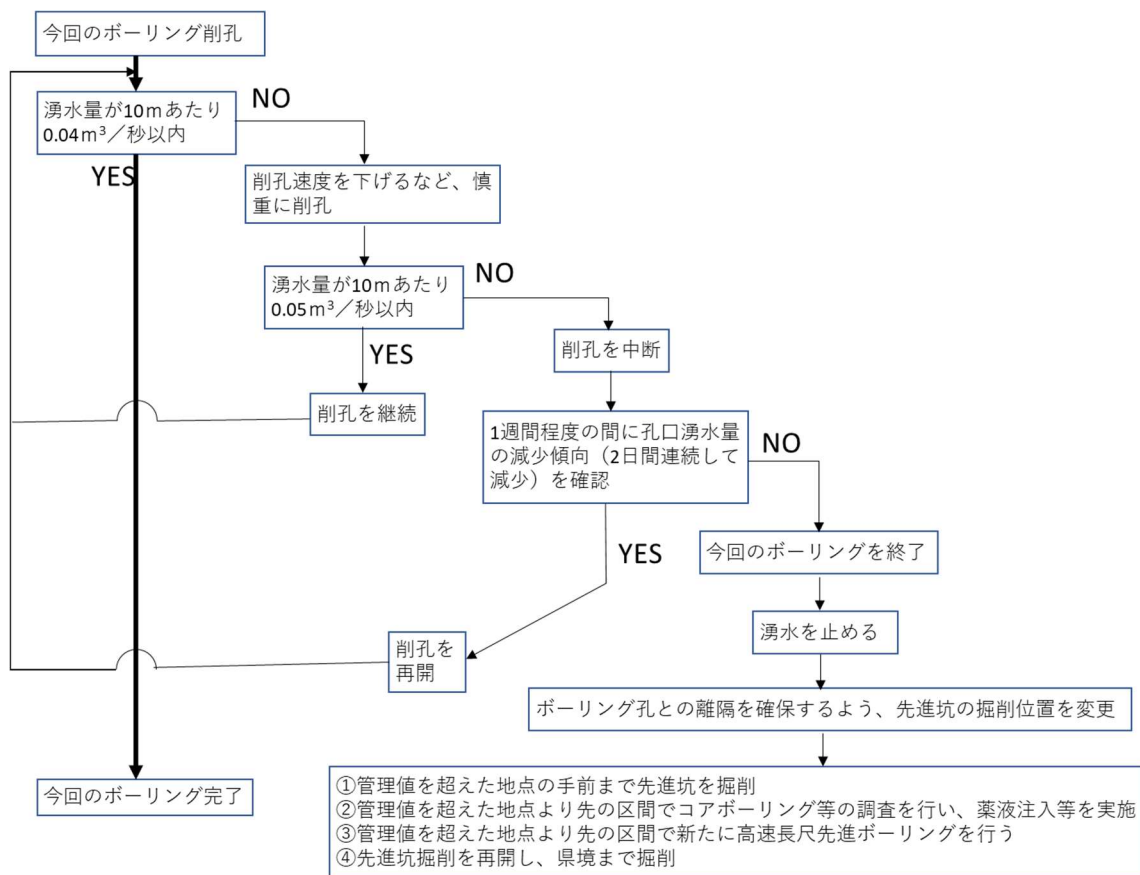 今回のボーリング削孔
湧水量が10ｍあたり
0.04ｍ³／秒以内
NO
YES
削孔速度を下げるなど、慎
重に削孔
湧水量が10ｍあたり
0.05ｍ³／秒以内
NO
YES
削孔を中断
削孔を継続
1週間程度の間に孔口湧水量
の減少傾向（2日間連続して
減少）を確認
NO
YES
今回のボーリングを終了
湧水を止める
削孔を
再開
ボーリング孔との離隔を確保するよう、先進坑の掘削位置を変更
今回のボーリング完了
①管理値を超えた地点の手前まで先進坑を掘削
②管理値を超えた地点より先の区間でコアボーリング等の調査を行い、薬液注入等を実施
③管理値を超えた地点より先の区間で新たに高速長尺先進ボーリングを行う
④先進坑掘削を再開し、県境まで掘削